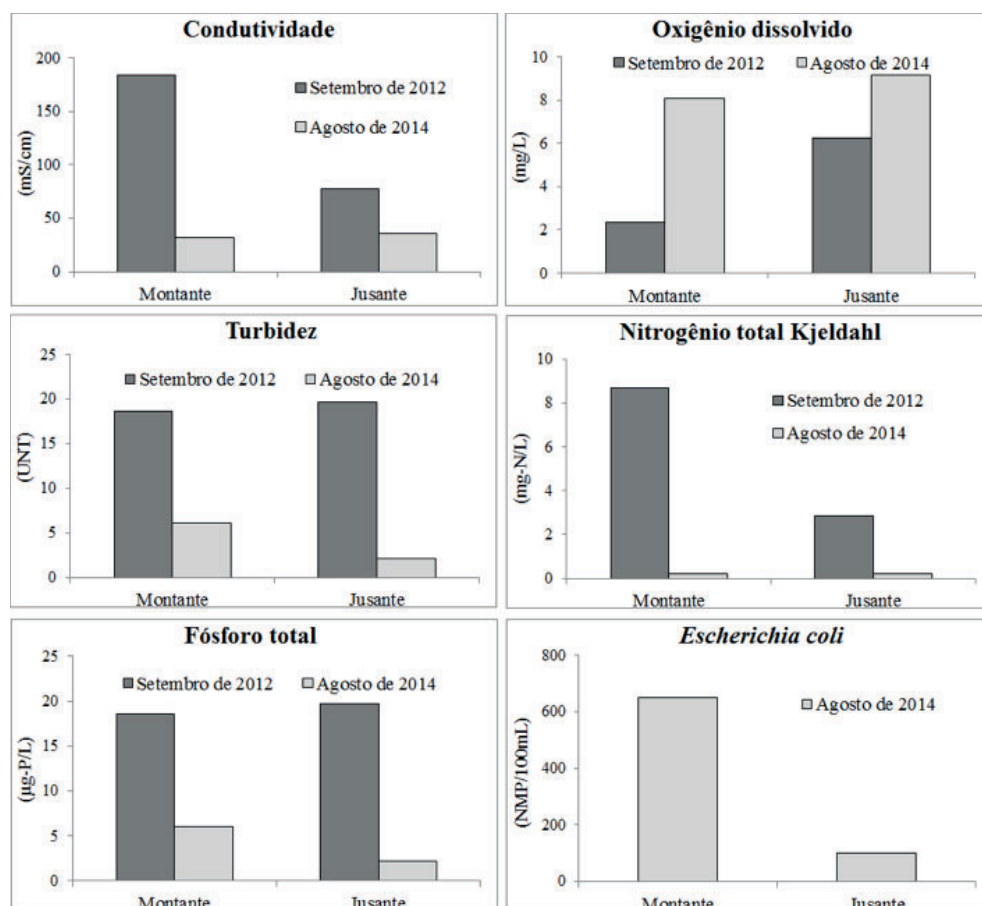 Condutividade
(mS/cm)
200
150
100
50
0
Setembro de 2012
Agosto de 2014
Montante Jusante
Oxigênio dissolvido
(mg/L)
10
8
6
4
2
0
Setembro de 2012 Agosto de 2014
Montante Jusante
Turbidez
(UNT)
25
20
15
10
5
0
Setembro de 2012 Agosto de 2014
Montante Jusante
Nitrogênio total Kjeldahl
(mg-N/L)
10
8
6
4
2
0
Setembro de 2012
Agosto de 2014
Montante Jusante
Fósforo total
(µg-P/L)
25
20
15
10
5
0
Setembro de 2012 Agosto de 2014
Montante Jusante
Escherichia coli
(NMP/100mL)
800
600
400
200
0
Agosto de 2014
Montante Jusante